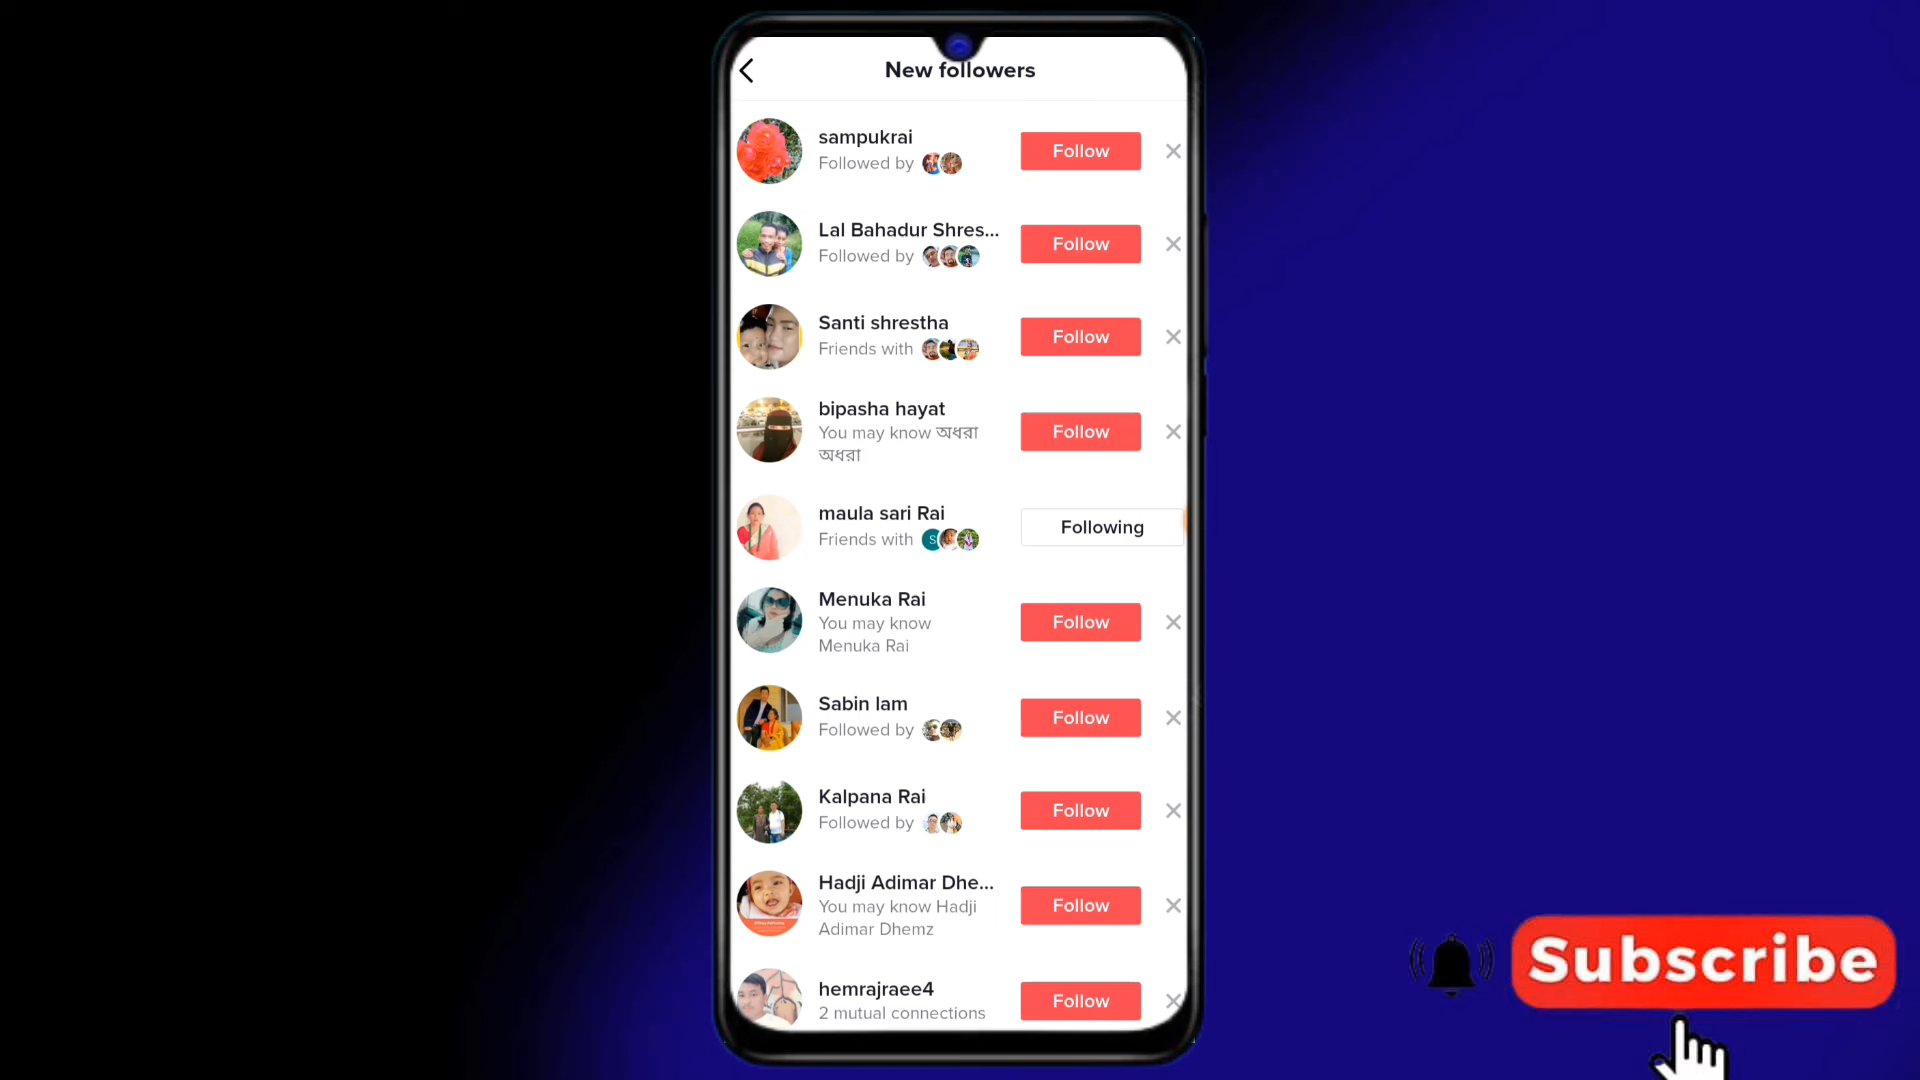 New followers
sampukrai
Followed by
Follow
Lal Bahadur Shres...
Followed by
Follow
Santi shrestha
Friends with
Follow
bipasha hayat
You may know অধরা
অধরা
Follow
maula sari Rai
Friends with
S
Following
Menuka Rai
You may know
Menuka Rai
Follow
Sabin lam
Followed by
Follow
Kalpana Rai
Followed by
Follow
Hadji Adimar Dhe...
You may know Hadji
Adimar Dhemz
Follow
hemrajraee4
2 mutual connections
Follow
Subscribe